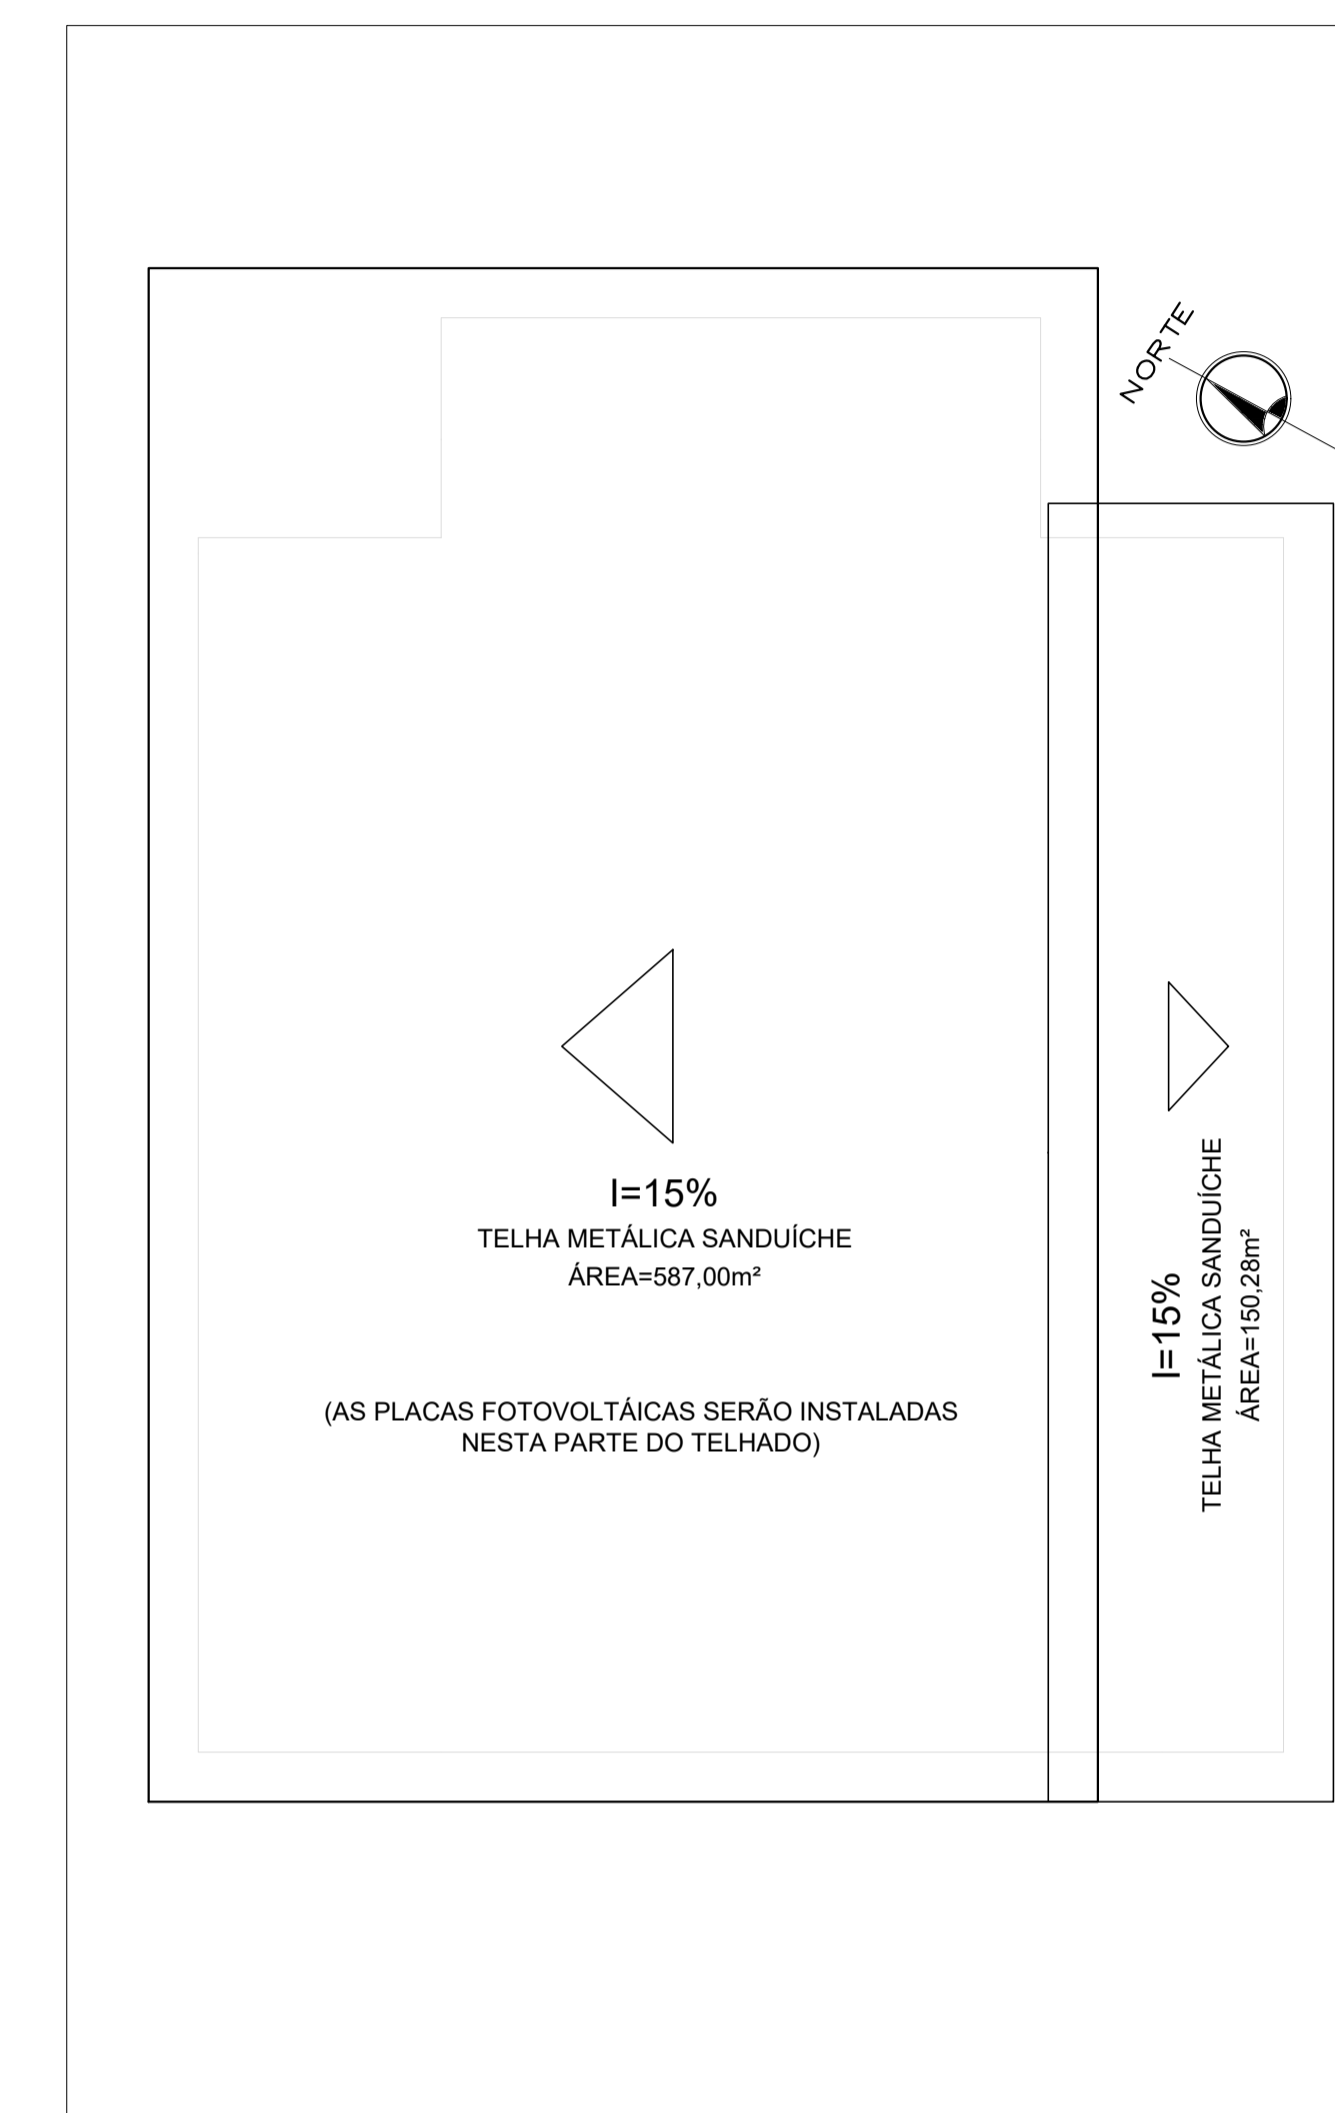 NORTE
I=15%
TELHA METÁLICA SANDUÍCHE
ÁREA=587,00m²
(AS PLACAS FOTOVOLTÁICAS SERÃO INSTALADAS
NESTA PARTE DO TELHADO)
I=15%
TELHA METÁLICA SANDUÍCHE
ÁREA=150,28m²